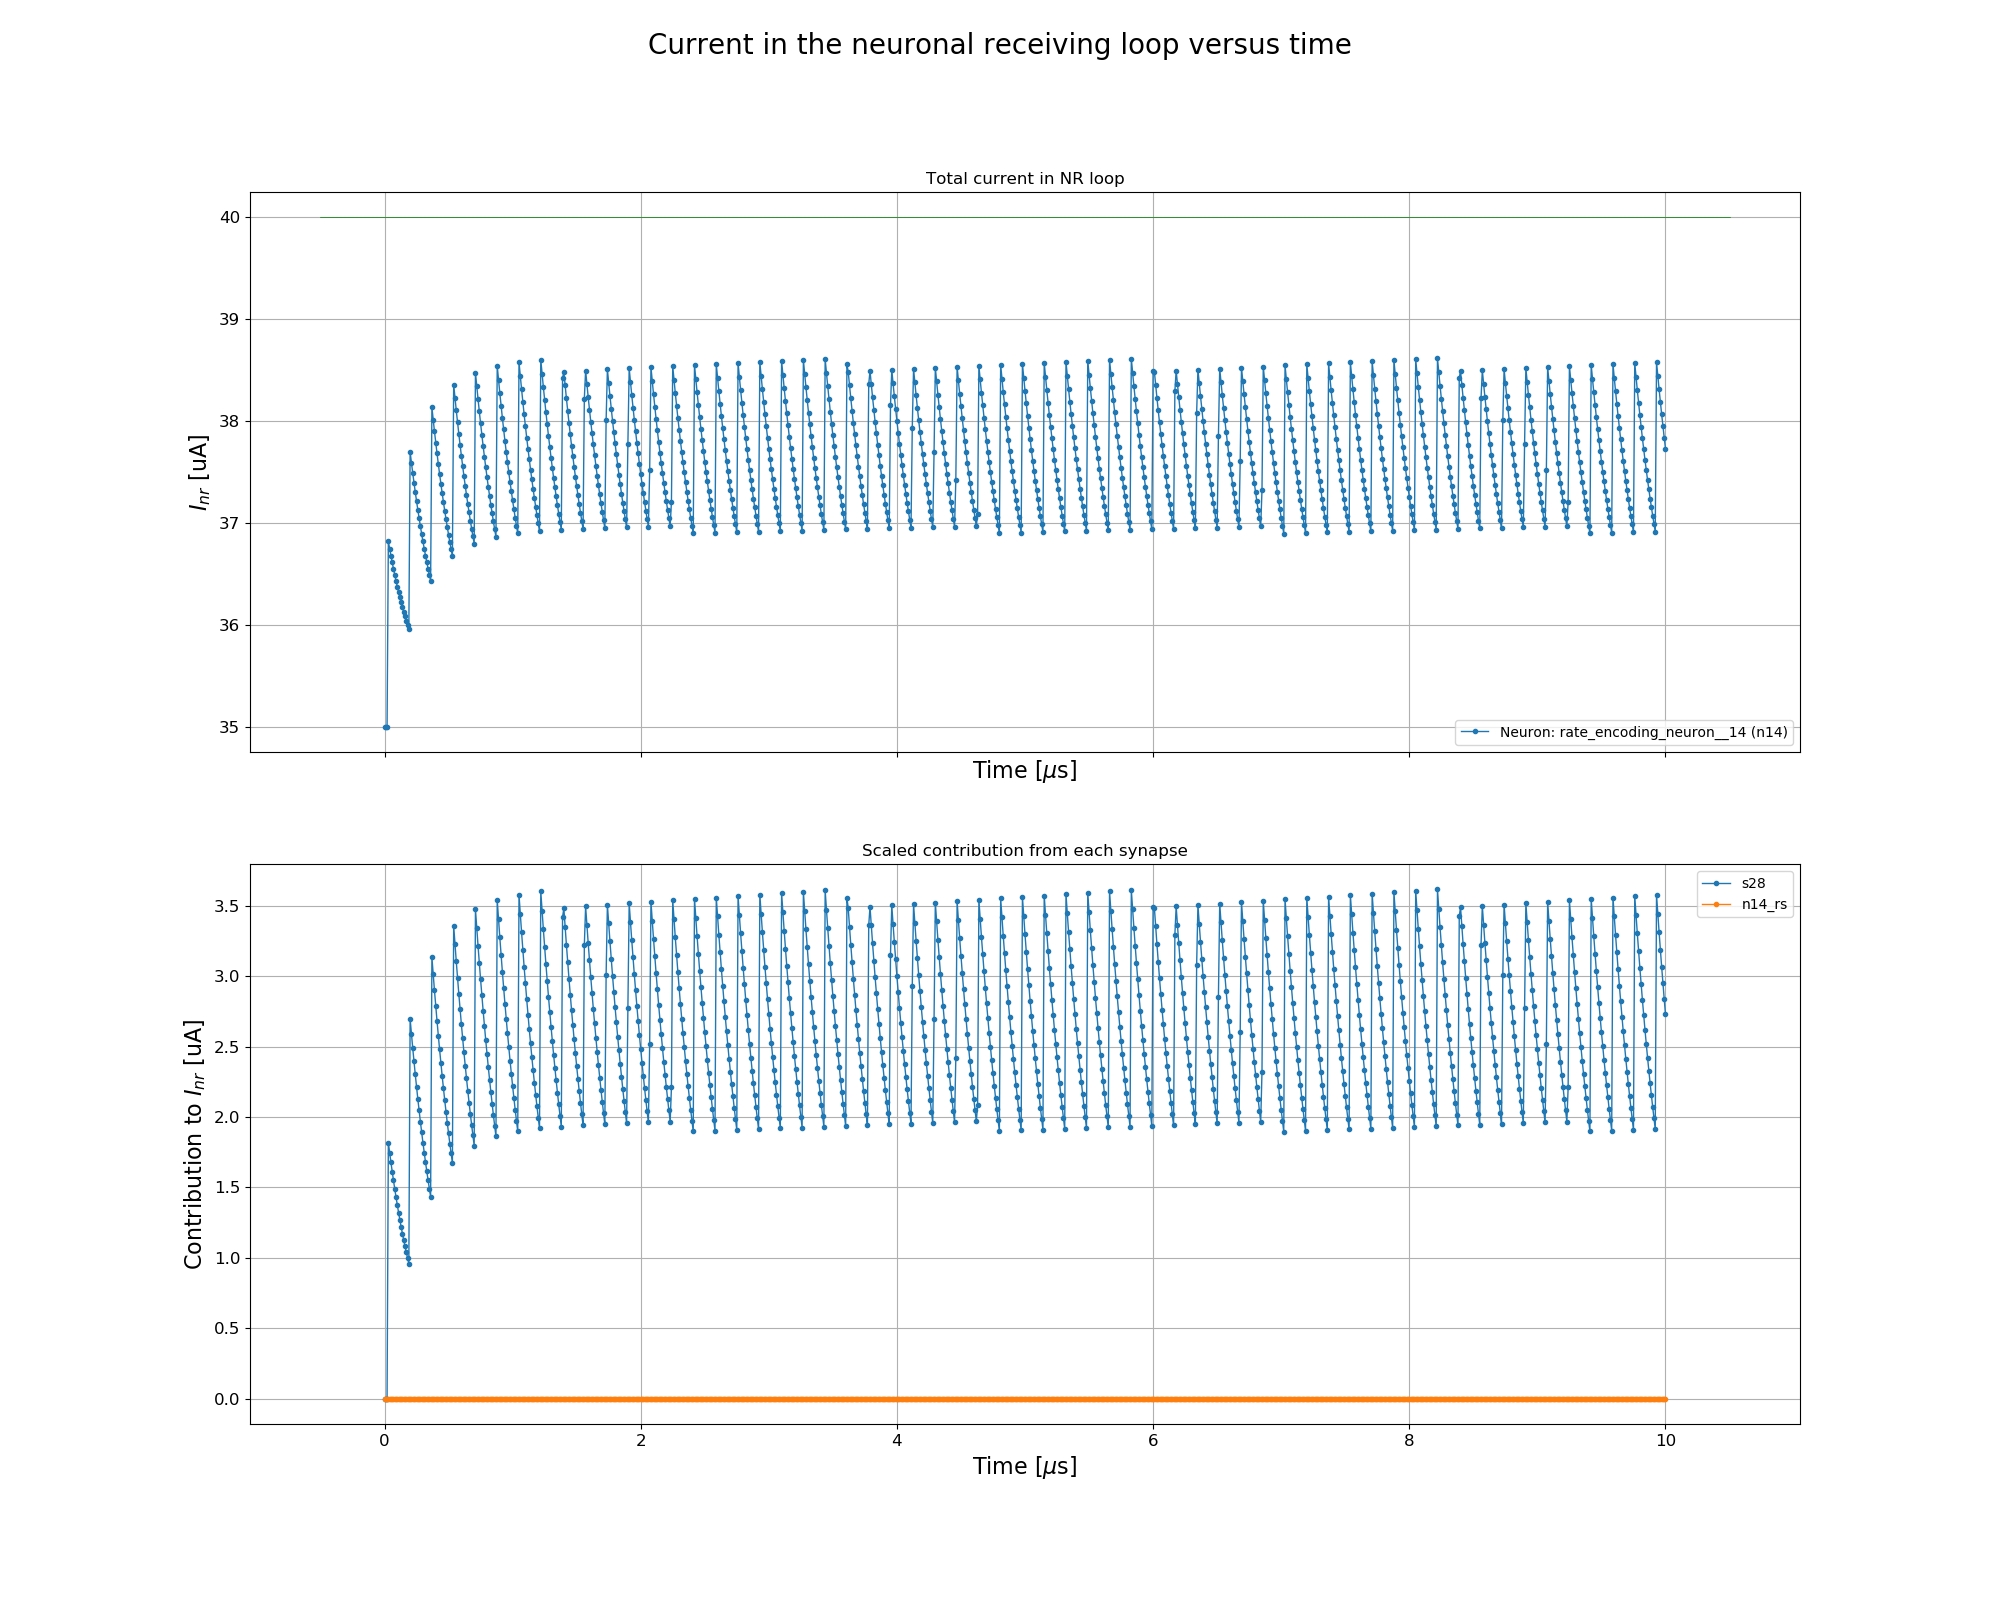 Current in the neuronal receiving loop versus time
Total current in NR loop
40
39
38
37
36
35
I_nr [uA]
Neuron: rate_encoding_neuron__14 (n14)
Time [μs]
Scaled contribution from each synapse
3.5
3.0
2.5
2.0
1.5
1.0
0.5
0.0
Contribution to I_nr [uA]
s28
n14_rs
0 2 4 6 8 10
Time [μs]